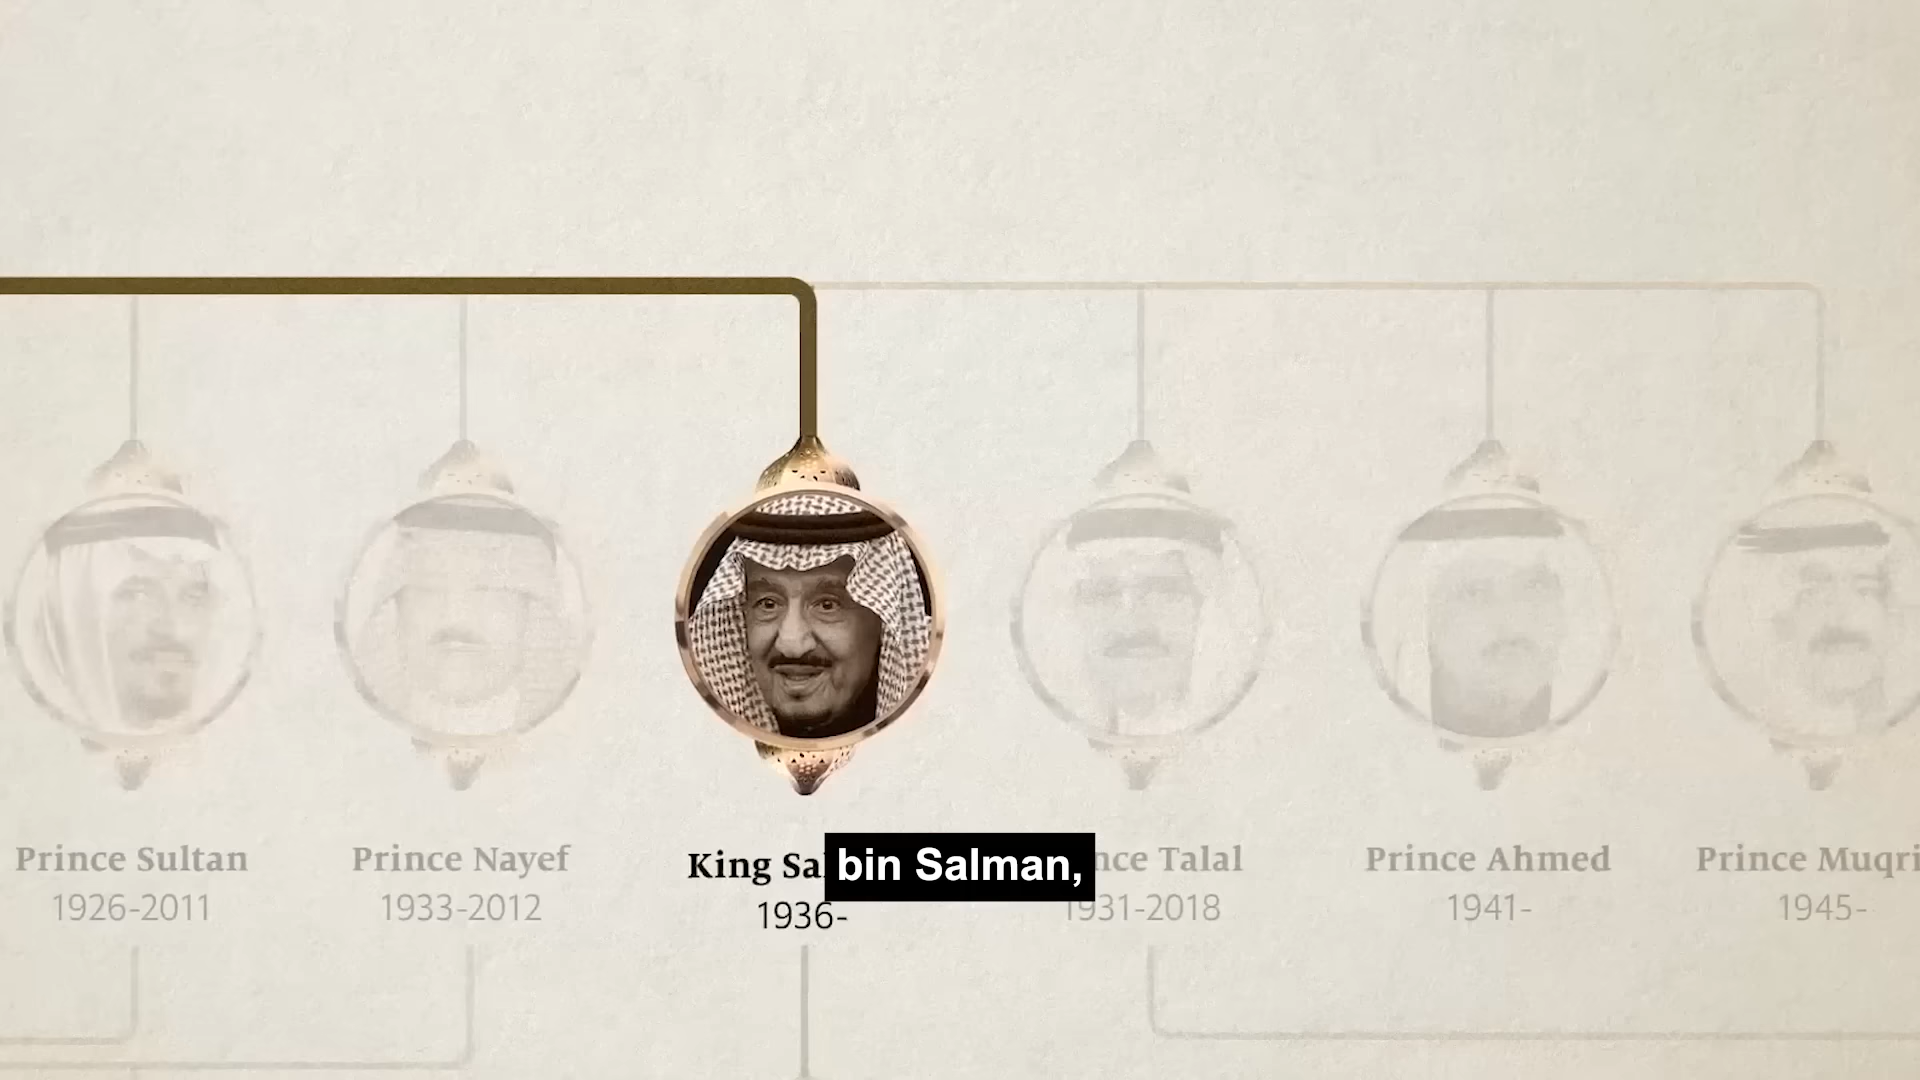 Prince Sultan
1926-2011
Prince Nayef
1933-2012
King Sal
1936-
bin Salman,
nce Talal
1931-2018
Prince Ahmed
1941-
Prince Muqri
1945-